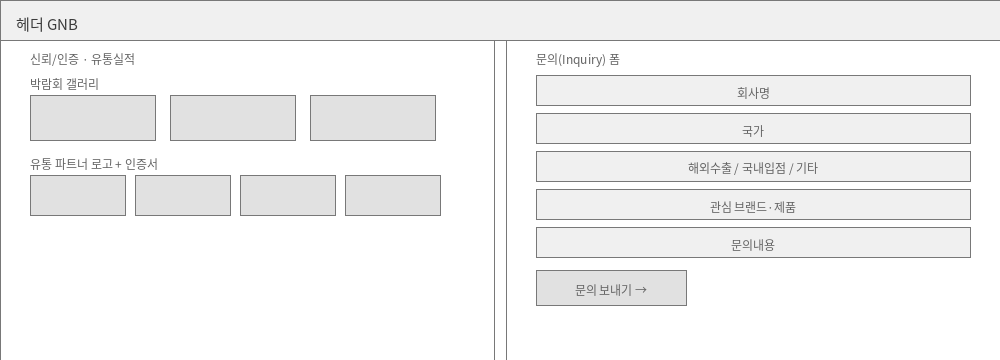 헤더 GNB
신뢰/인증 · 유통실적
박람회 갤러리
유통 파트너 로고 + 인증서
문의(Inquiry) 폼
회사명
국가
해외수출 / 국내입점 / 기타
관심 브랜드·제품
문의내용
문의 보내기 →